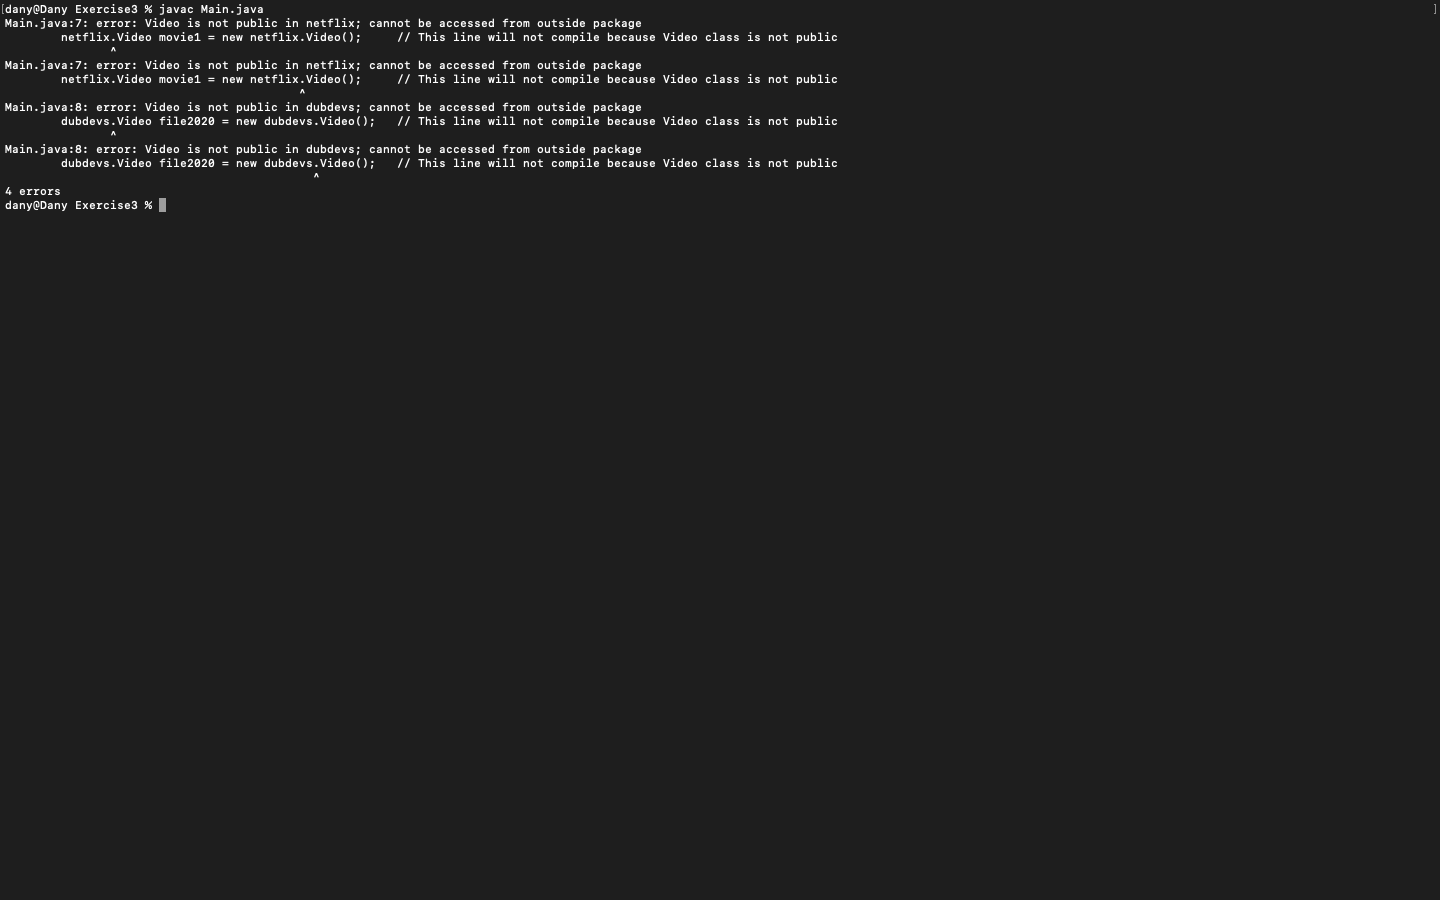 [dany@Dany Exercise3 % javac Main.java ]
Main.java:7: error: Video is not public in netflix; cannot be accessed from outside package
        netflix.Video movie1 = new netflix.Video();     // This line will not compile because Video class is not public
               ^
Main.java:7: error: Video is not public in netflix; cannot be accessed from outside package
        netflix.Video movie1 = new netflix.Video();     // This line will not compile because Video class is not public
                                          ^
Main.java:8: error: Video is not public in dubdevs; cannot be accessed from outside package
        dubdevs.Video file2020 = new dubdevs.Video();   // This line will not compile because Video class is not public
               ^
Main.java:8: error: Video is not public in dubdevs; cannot be accessed from outside package
        dubdevs.Video file2020 = new dubdevs.Video();   // This line will not compile because Video class is not public
                                            ^
4 errors
dany@Dany Exercise3 %